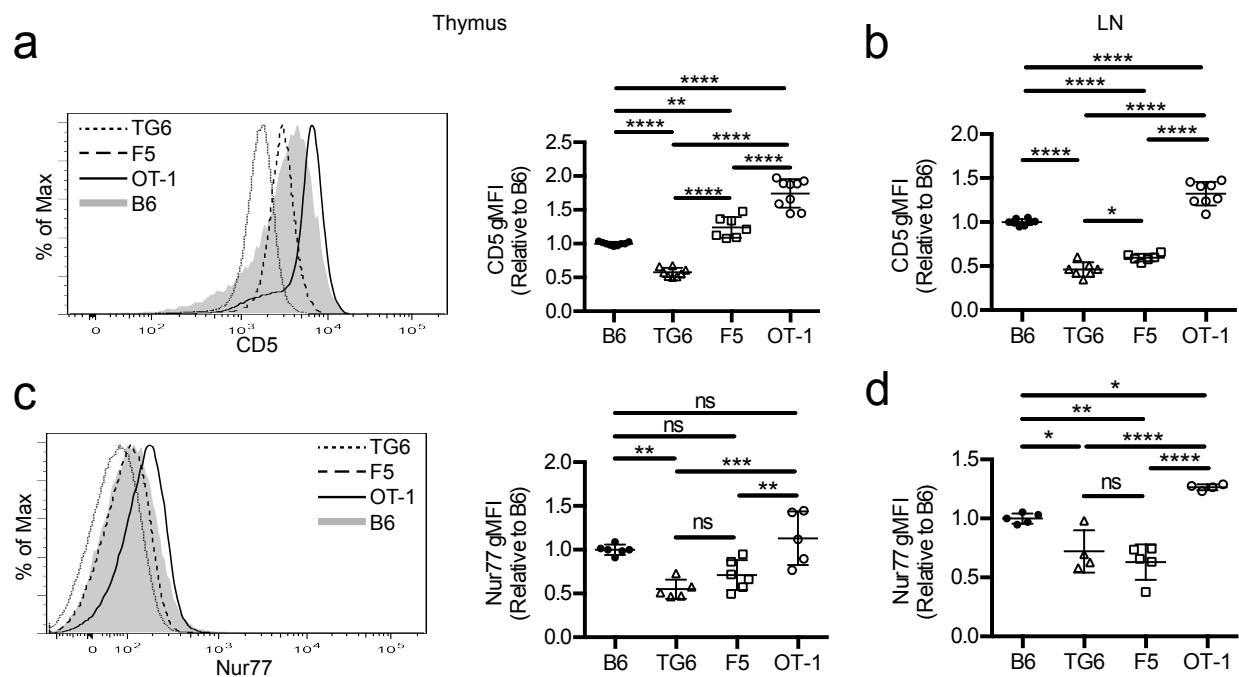 Thymus
LN
a
TG6
F5
OT-1
B6
% of Max
0 10² 10³ 10⁴ 10⁵
CD5
****
**
****
****
****
****
CD5 gMFI
(Relative to B6)
2.5
2.0
1.5
1.0
0.5
0.0
B6 TG6 F5 OT-1
b
****
****
****
****
****
*
CD5 gMFI
(Relative to B6)
2.0
1.5
1.0
0.5
0.0
B6 TG6 F5 OT-1
c
TG6
F5
OT-1
B6
% of Max
0 10² 10³ 10⁴ 10⁵
Nur77
ns
ns
**
***
**
ns
Nur77 gMFI
(Relative to B6)
2.0
1.5
1.0
0.5
0.0
B6 TG6 F5 OT-1
d
*
**
*
****
****
ns
Nur77 gMFI
(Relative to B6)
1.5
1.0
0.5
0.0
B6 TG6 F5 OT-1